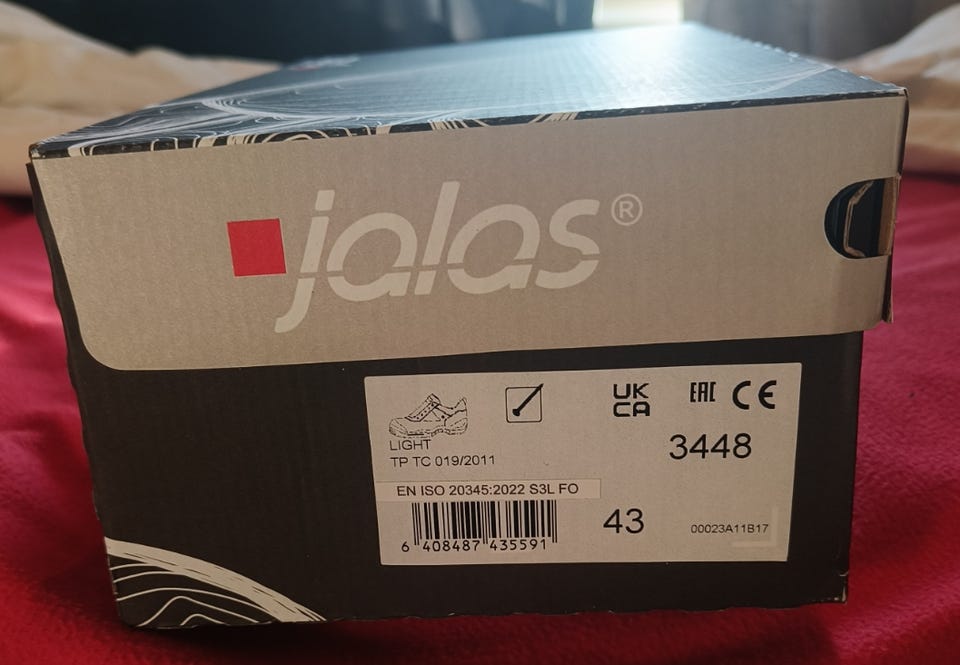 jalas®
UK
CA
EAC CE
LIGHT
3448
TP TC 019/2011
EN ISO 20345:2022 S3L FO
43
00023A11B17
6 408487 435591